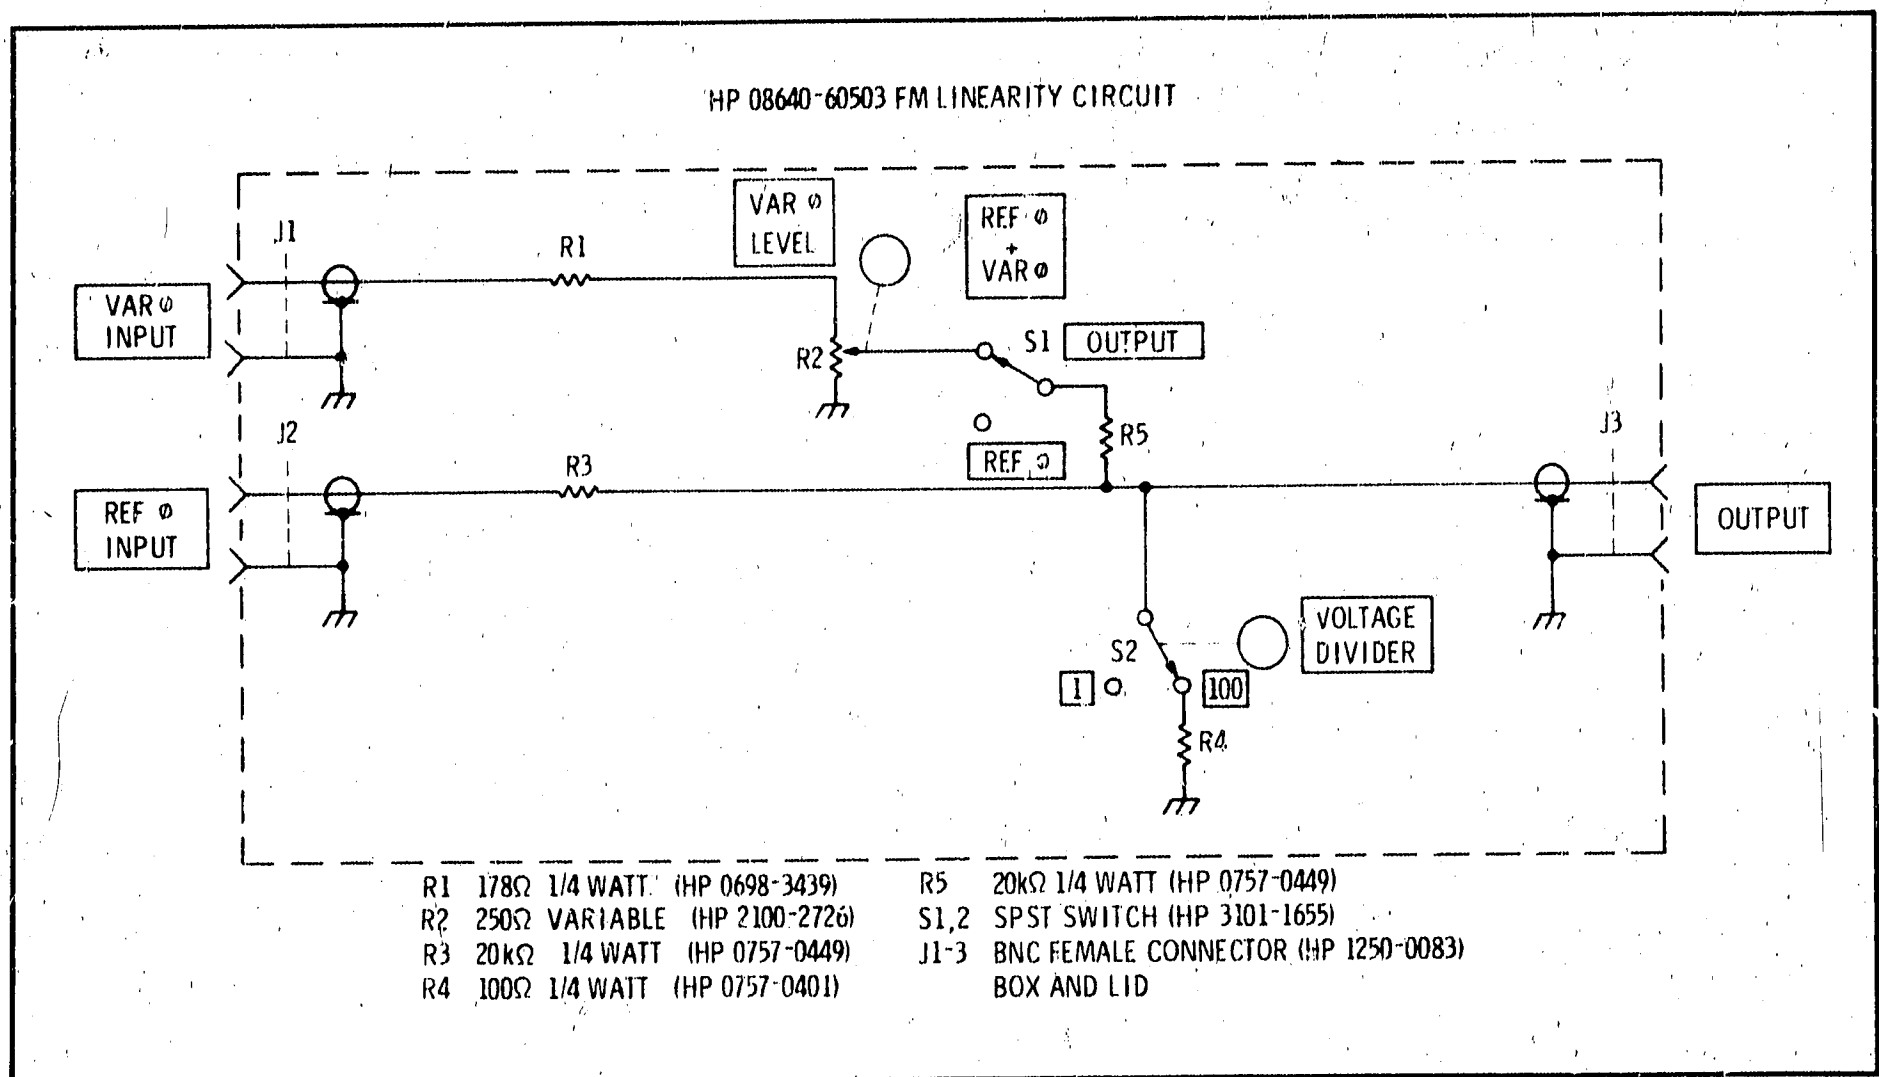 HP 08640-60503 FM LINEARITY CIRCUIT
VAR ø
LEVEL
REF ø
+
VAR ø
J1
R1
VAR ø
INPUT
S1
OUTPUT
R2
J2
R3
REF ø
R5
J3
REF ø
INPUT
OUTPUT
VOLTAGE
DIVIDER
S2
1
100
R4
R1 178Ω 1/4 WATT (HP 0698-3439)
R2 250Ω VARIABLE (HP 2100-2726)
R3 20kΩ 1/4 WATT (HP 0757-0449)
R4 100Ω 1/4 WATT (HP 0757-0401)
R5 20kΩ 1/4 WATT (HP 0757-0449)
S1,2 SPST SWITCH (HP 3101-1655)
J1-3 BNC FEMALE CONNECTOR (HP 1250-0083)
BOX AND LID